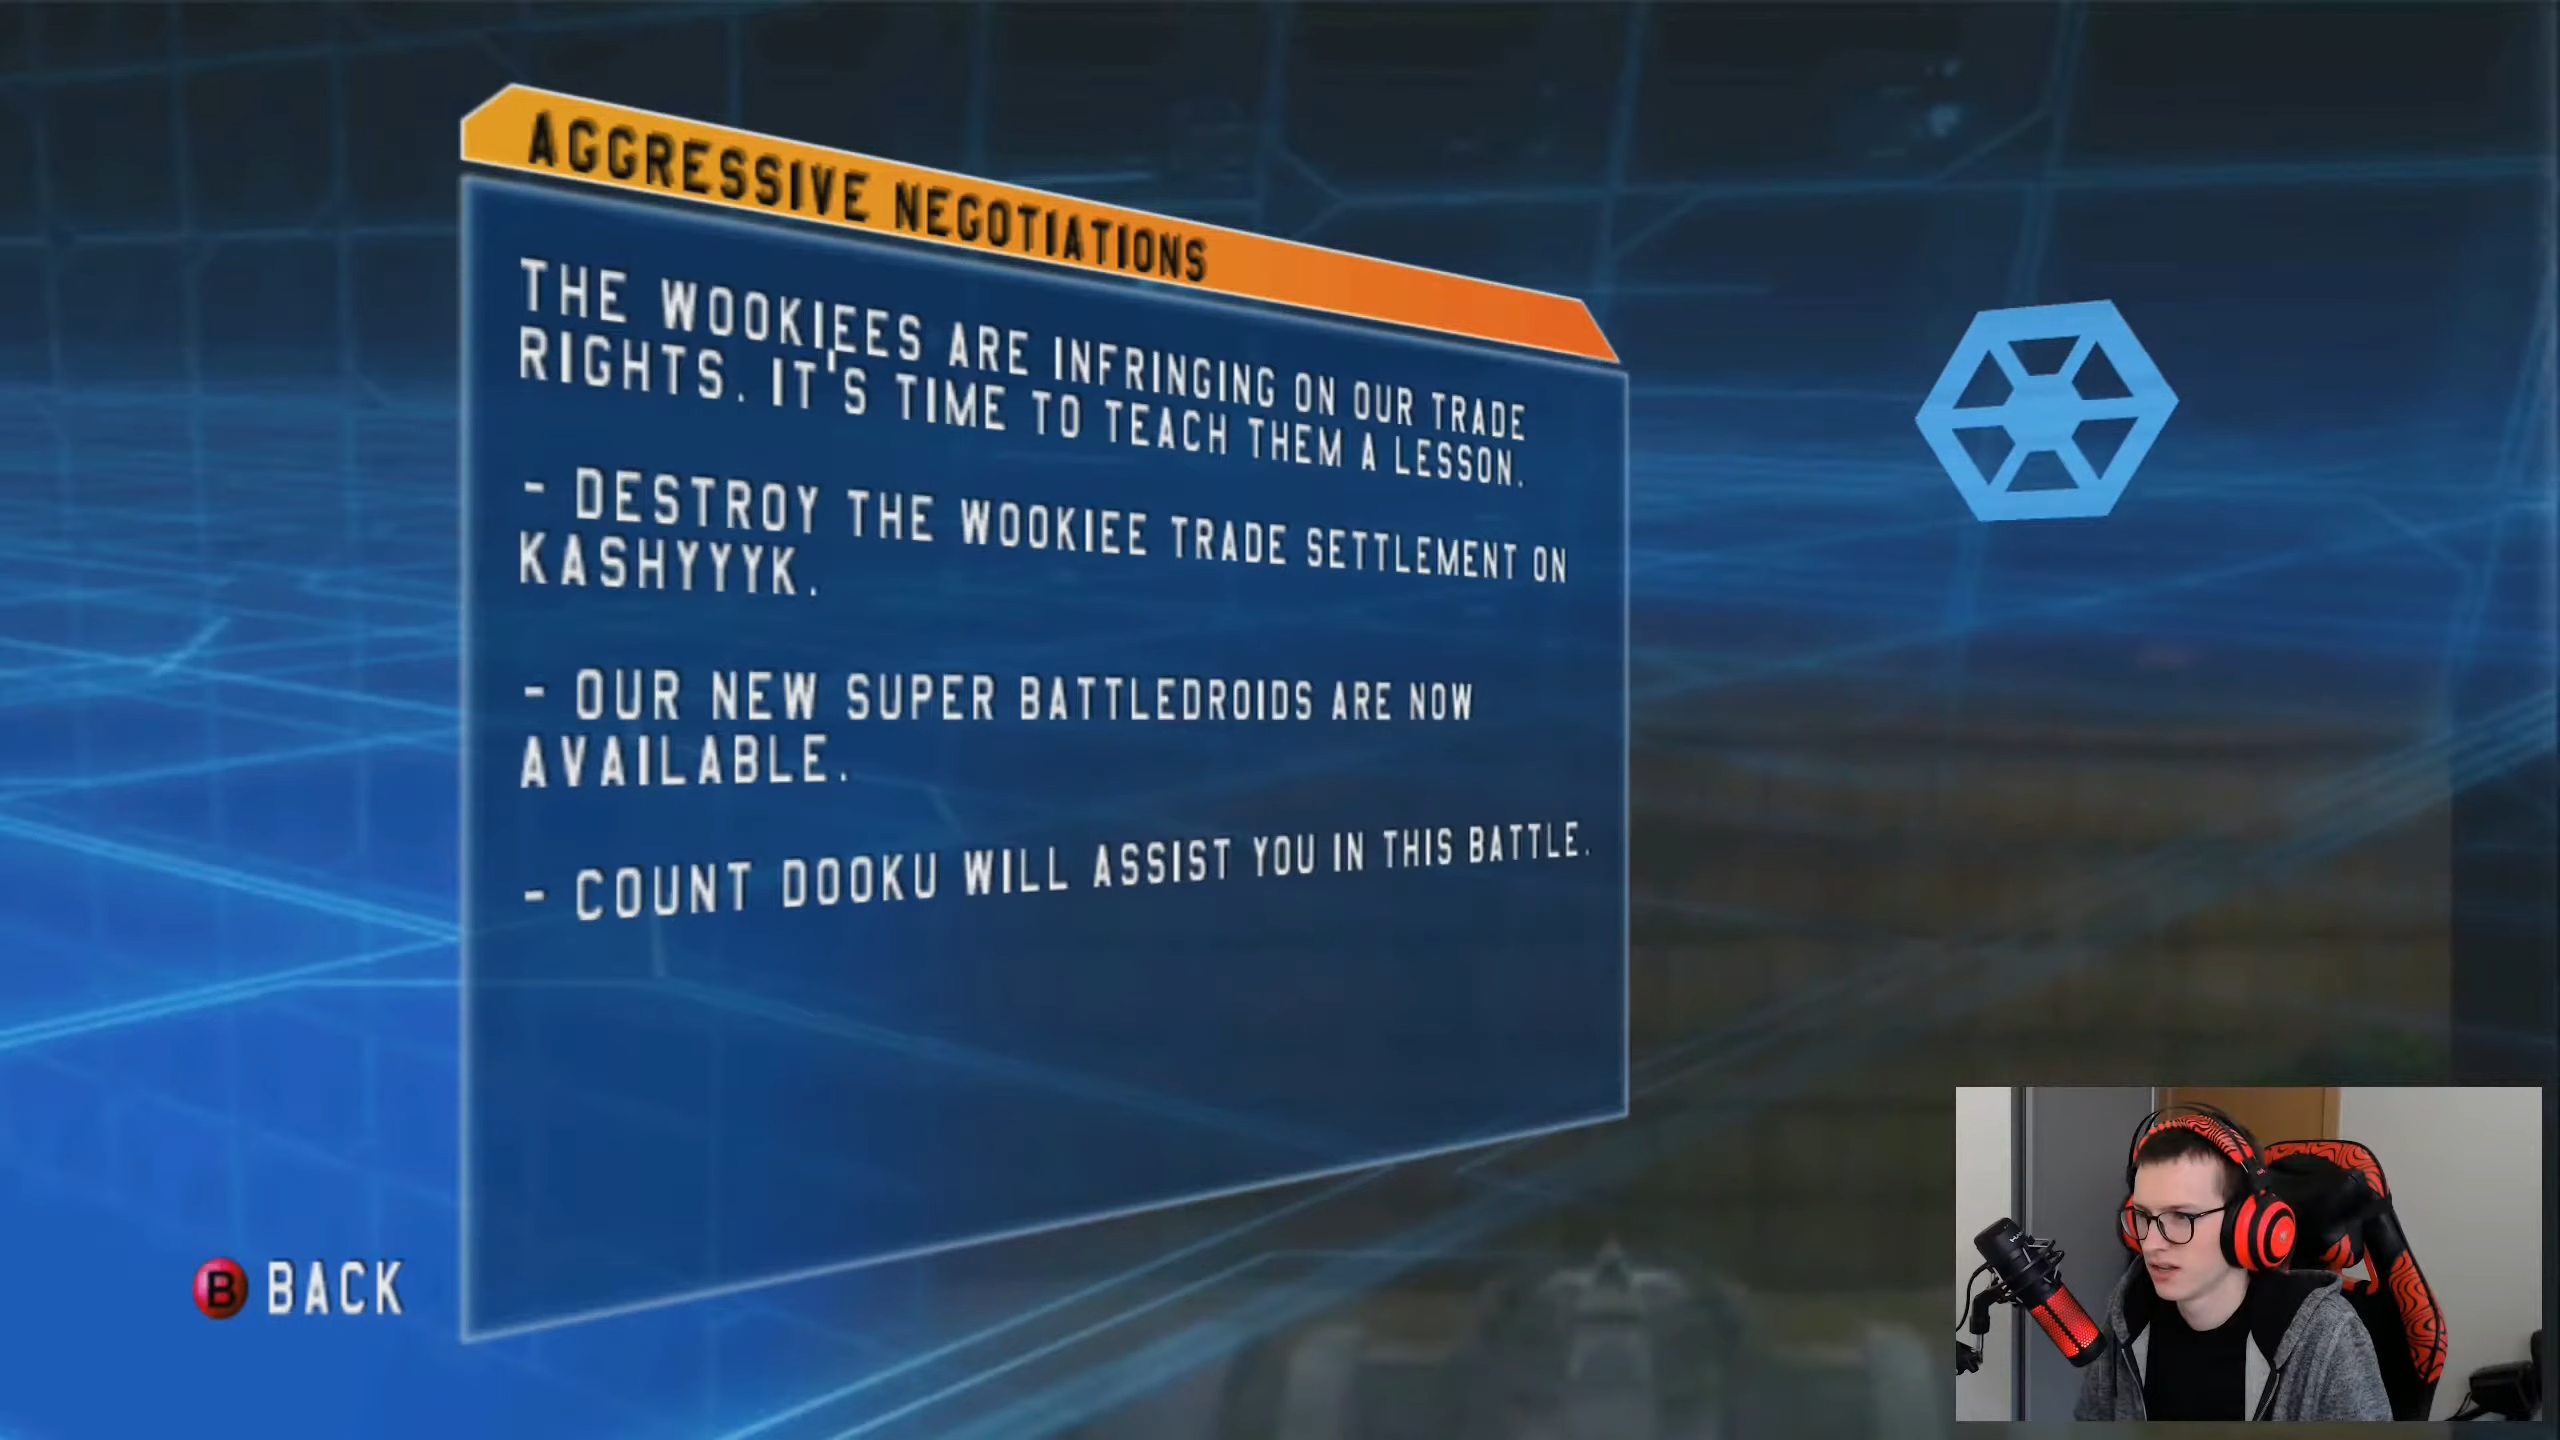 AGGRESSIVE NEGOTIATIONS
THE WOOKIEES ARE INFRINGING ON OUR TRADE
RIGHTS. IT'S TIME TO TEACH THEM A LESSON.
- DESTROY THE WOOKIEE TRADE SETTLEMENT ON
KASHYYYK.
- OUR NEW SUPER BATTLEDROIDS ARE NOW
AVAILABLE.
- COUNT DOOKU WILL ASSIST YOU IN THIS BATTLE.
B BACK